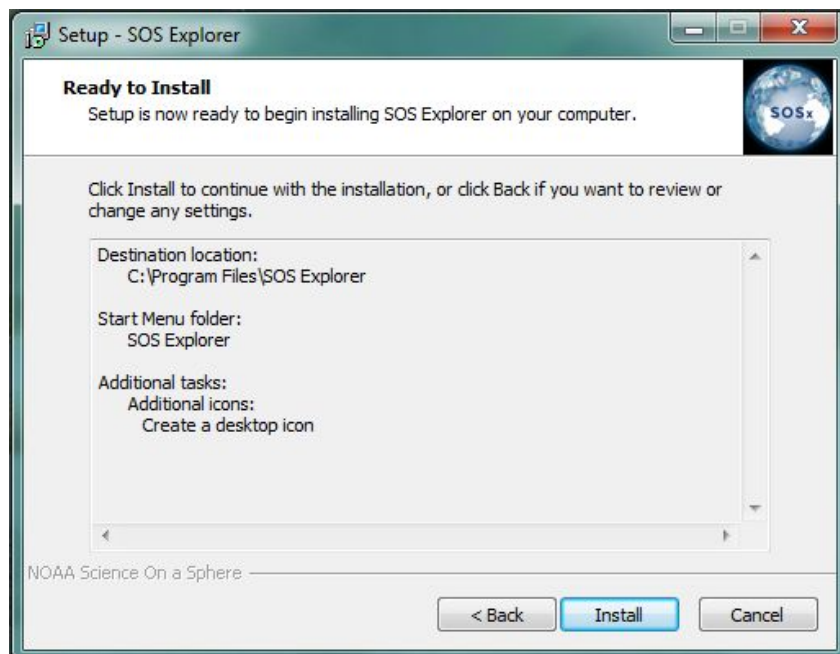 Setup - SOS Explorer
Ready to Install
Setup is now ready to begin installing SOS Explorer on your computer.
SOSx
Click Install to continue with the installation, or click Back if you want to review or
change any settings.
Destination location:
C:\Program Files\SOS Explorer
Start Menu folder:
SOS Explorer
Additional tasks:
Additional icons:
Create a desktop icon
NOAA Science On a Sphere
< Back
Install
Cancel